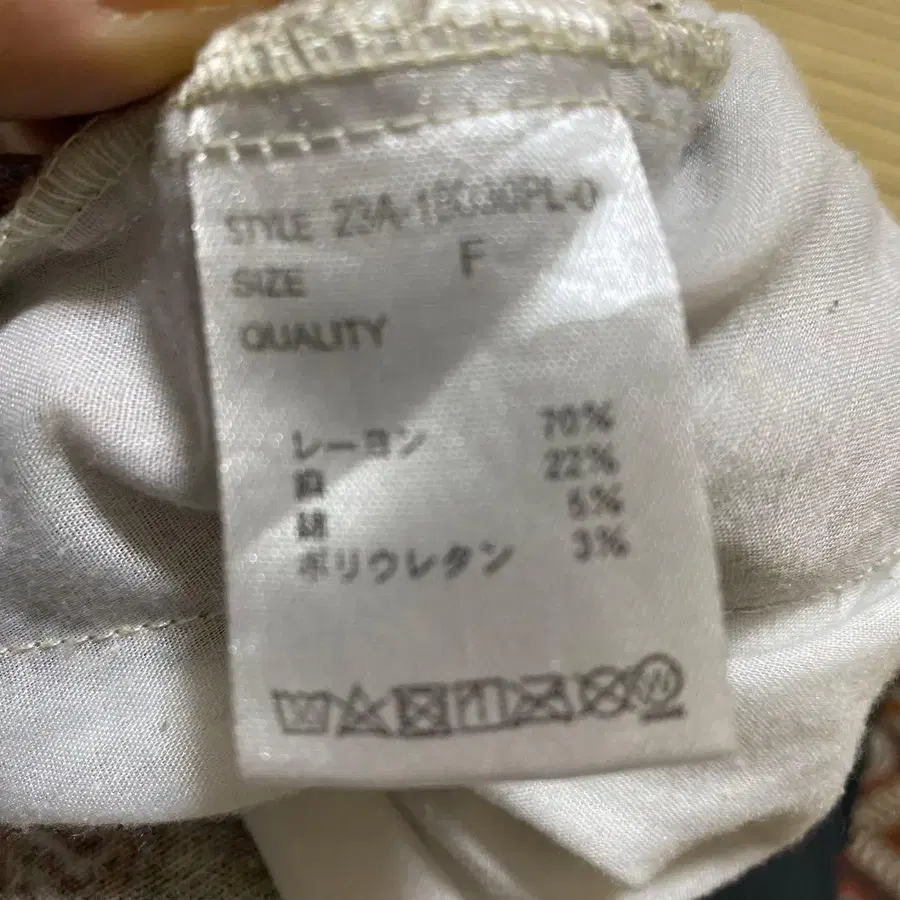 STYLE 23A-18030PL-0
SIZE F
QUALITY
レーヨン 70%
麻 22%
綿 5%
ポリウレタン 3%
W